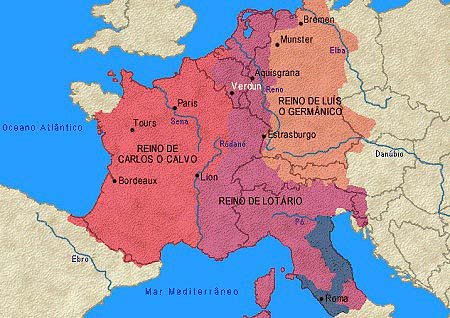 Bremen
Munster
Elba
Aquisgrana
Verdun
Reno
Paris
REINO DE LUÍS
O GERMÂNICO
Oceano Atlântico
Tours
Sena
Estrasburgo
REINO DE
CARLOS O CALVO
Ródano
Danúbio
Bordeaux
Lion
REINO DE LOTÁRIO
Pó
Ebro
Mar Mediterrâneo
Roma